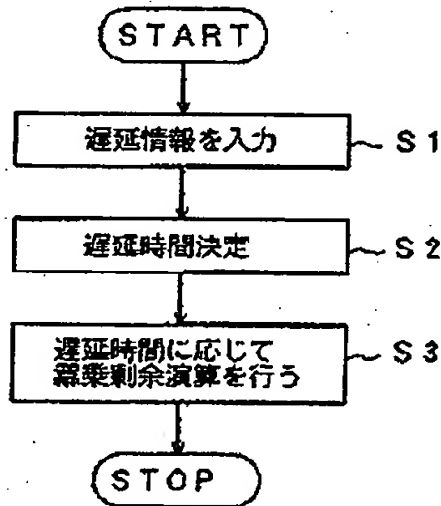 START
遅延情報を入力
S1
遅延時間決定
S2
遅延時間に応じて
冪乗剰余演算を行う
S3
STOP